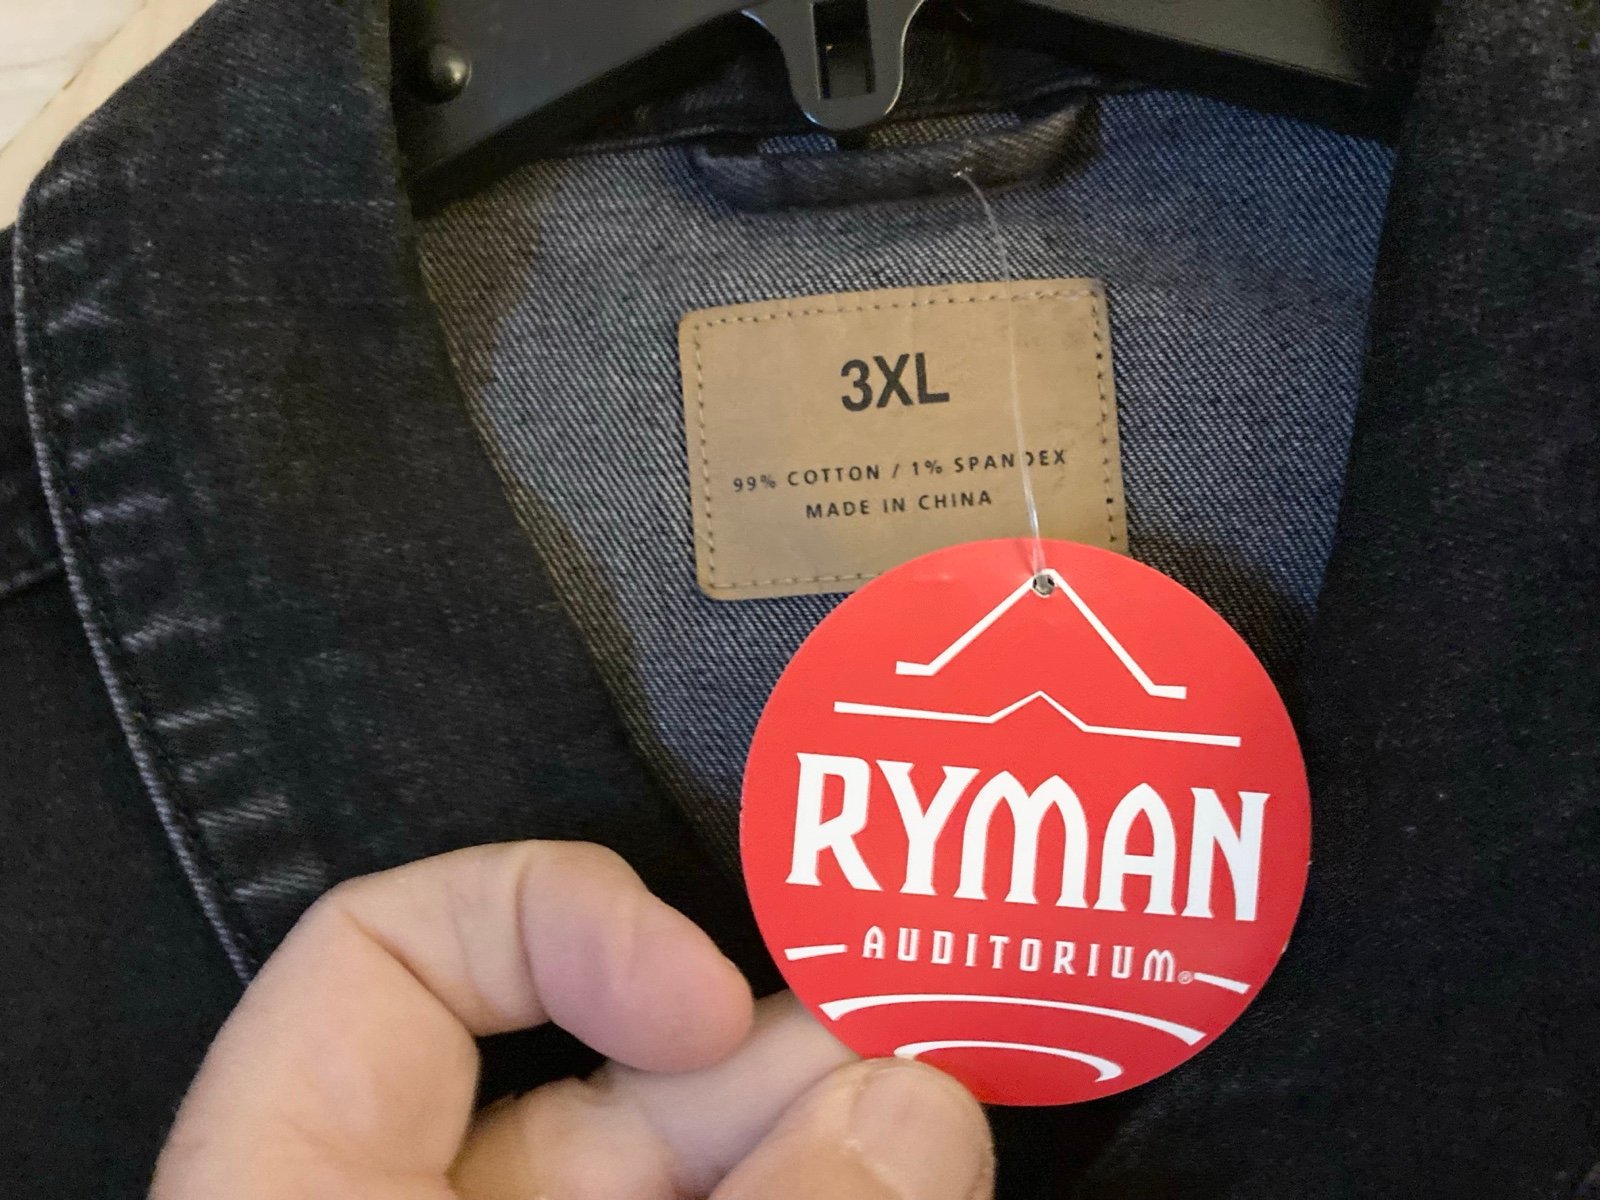 3XL
99% COTTON / 1% SPANDEX
MADE IN CHINA
RYMAN
AUDITORIUM®